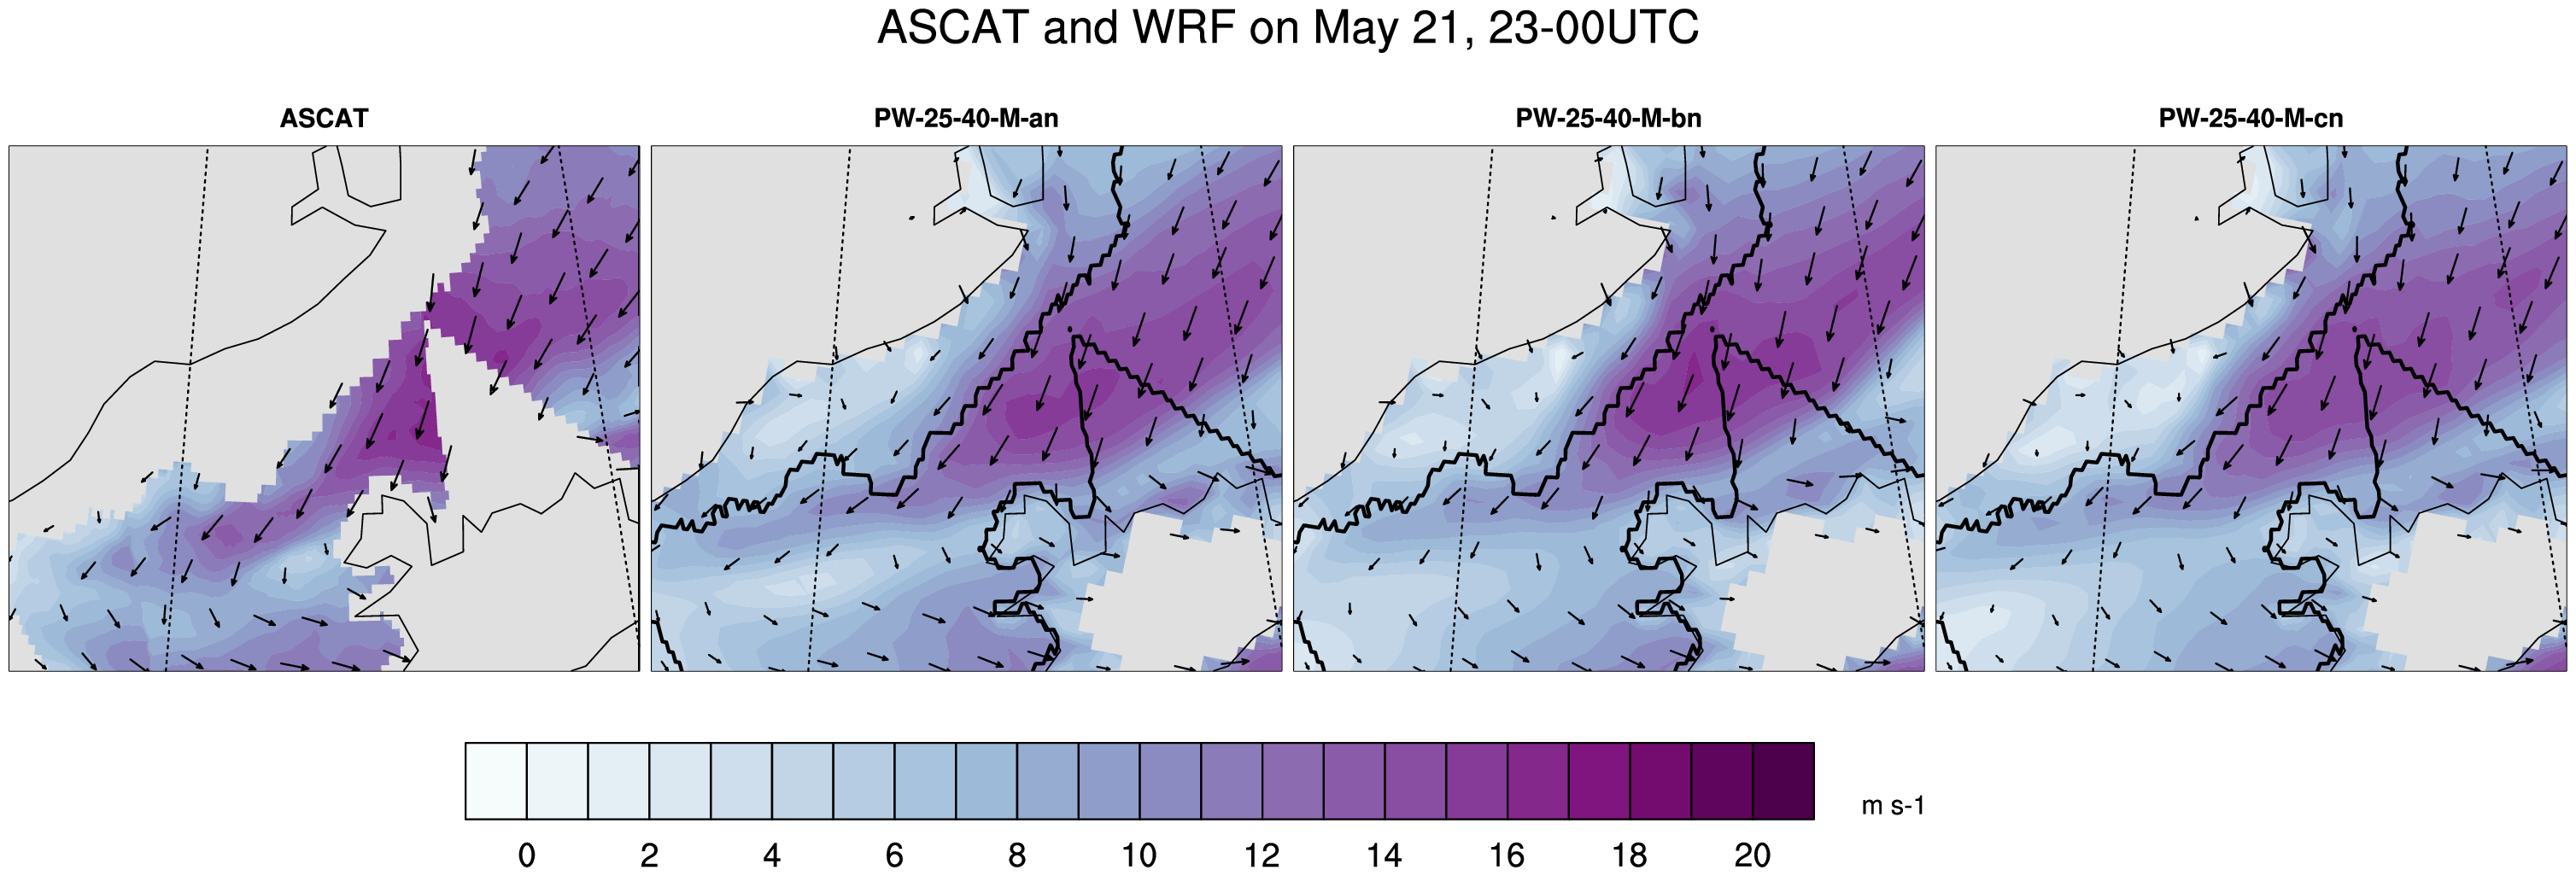 ASCAT and WRF on May 21, 23-00UTC
ASCAT PW-25-40-M-an PW-25-40-M-bn PW-25-40-M-cn
m s-1
0 2 4 6 8 10 12 14 16 18 20